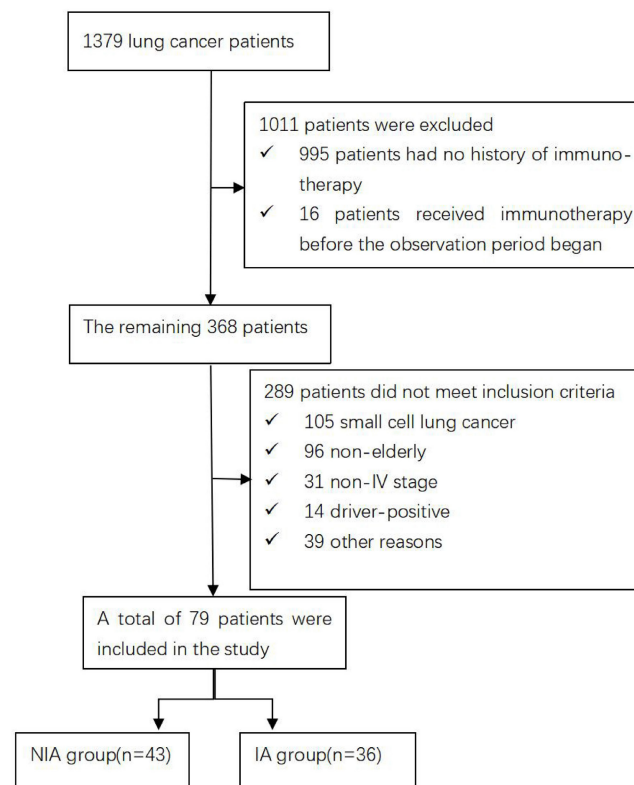 1379 lung cancer patients
1011 patients were excluded
✓ 995 patients had no history of immuno-
therapy
✓ 16 patients received immunotherapy
before the observation period began
The remaining 368 patients
289 patients did not meet inclusion criteria
✓ 105 small cell lung cancer
✓ 96 non-elderly
✓ 31 non-IV stage
✓ 14 driver-positive
✓ 39 other reasons
A total of 79 patients were
included in the study
NIA group(n=43)
IA group(n=36)